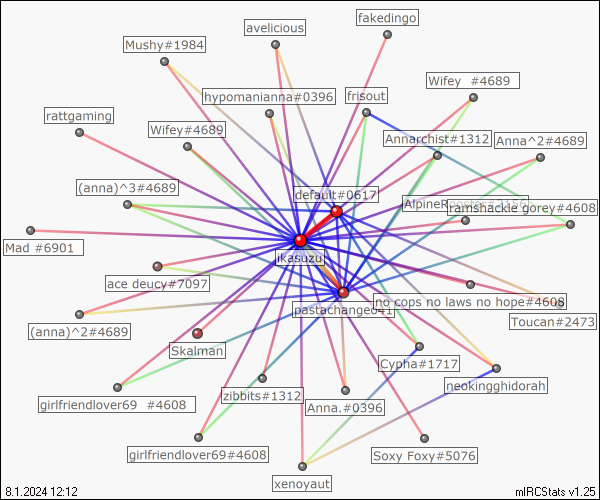 fakedingo
avelicious
Mushy#1984
Wifey  #4689
hypomanianna#0396
frisout
rattgaming
Wifey#4689
Annarchist#1312
Anna^2#4689
(anna)^3#4689
default#0617
ramshackle gorey#4608
Mad #6901
ikasuzu
ace deucy#7097
no cops no laws no hope#4608
pastachangeo41
Toucan#2473
(anna)^2#4689
Skalman
Cypha#1717
neokingghidorah
zibbits#1312
Anna.#0396
girlfriendlover69  #4608
girlfriendlover69#4608
Soxy Foxy#5076
xenoyaut
8.1.2024 12:12
mIRCStats v1.25